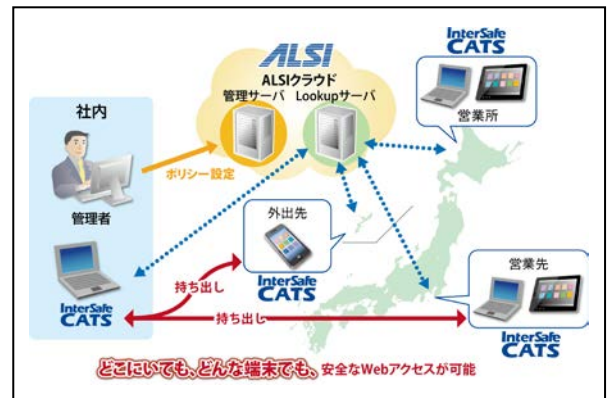 ALSI
ALSIクラウド
管理サーバ Lookupサーバ
InterSafe
CATS
営業所
社内
管理者
ポリシー設定
InterSafe
CATS
外出先
InterSafe
CATS
営業先
InterSafe
CATS
持ち出し
持ち出し
どこにいても、どんな端末でも、安全なWebアクセスが可能